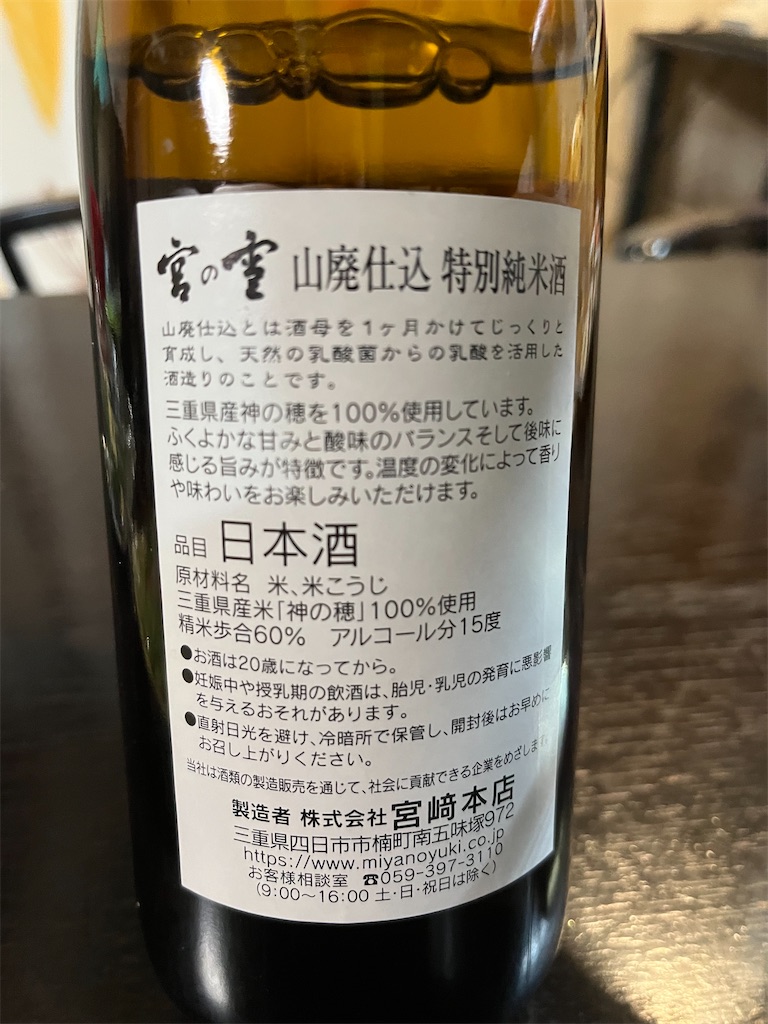 宮の雪 山廃仕込 特別純米酒
山廃仕込とは酒母を1ヶ月かけてじっくりと
育成し、天然の乳酸菌からの乳酸を活用した
酒造りのことです。
三重県産神の穂を100%使用しています。
ふくよかな甘みと酸味のバランスそして後味に
感じる旨みが特徴です。温度の変化によって香り
や味わいをお楽しみいただけます。
品目 日本酒
原材料名 米、米こうじ
三重県産米「神の穂」100%使用
精米歩合60% アルコール分15度
●お酒は20歳になってから。
●妊娠中や授乳期の飲酒は、胎児・乳児の発育に悪影響
を与えるおそれがあります。
●直射日光を避け、冷暗所で保管し、開封後はお早めに
お召し上がりください。
当社は酒類の製造販売を通じて、社会に貢献できる企業をめざします。
製造者 株式会社 宮﨑本店
三重県四日市市楠町南五味塚972
https://www.miyanoyuki.co.jp
お客様相談室 ☎059-397-3110
(9:00〜16:00 土・日・祝日は除く)